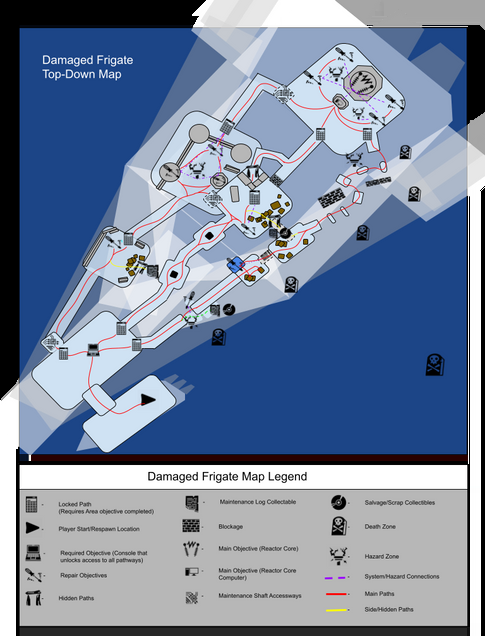 Damaged Frigate
Top-Down Map
Damaged Frigate Map Legend
- Locked Path
(Requires Area objective completed)
- Player Start/Respawn Location
- Required Objective (Console that
unlocks access to all pathways)
- Repair Objectives
- Hidden Paths
- Maintenance Log Collectable
- Blockage
- Main Objective (Reactor Core)
- Main Objective (Reactor Core
Computer)
- Maintenance Shaft Accessways
- Salvage/Scrap Collectibles
- Death Zone
- Hazard Zone
- System/Hazard Connections
- Main Paths
- Side/Hidden Paths